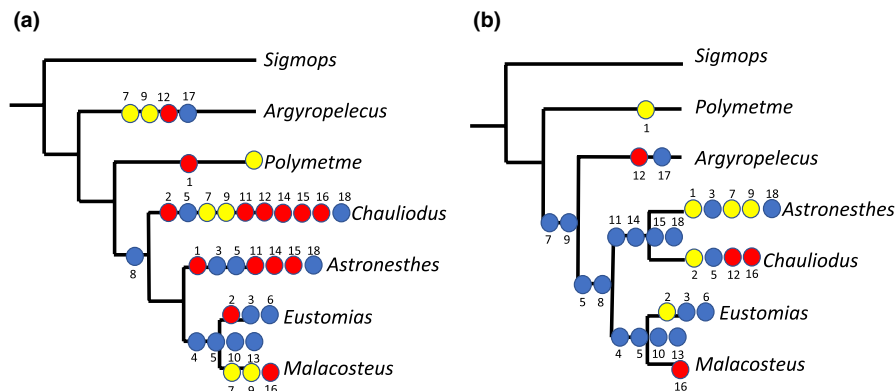 (a)
Sigmops
7 9 12 17
Argyropelecus
Polymetme
1
2 5 7 9 11 12 14 15 16 18
Chauliodus
8
1 3 5 11 14 15 18
Astronesthes
2 3 6
Eustomias
4 5 10 13
Malacosteus
7 9 16
(b)
Sigmops
Polymetme
1
Argyropelecus
12 17
7 9
1 3 7 9 18
Astronesthes
11 14 15 18
Chauliodus
2 5 12 16
5 8
2 3 6
Eustomias
4 5 10 13
Malacosteus
16